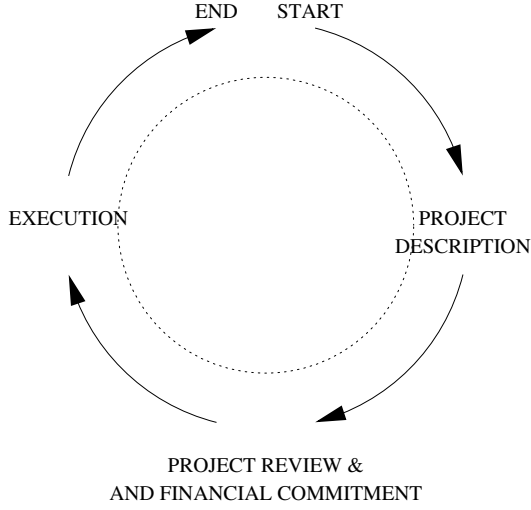 END START
PROJECT
DESCRIPTION
PROJECT REVIEW &
AND FINANCIAL COMMITMENT
EXECUTION